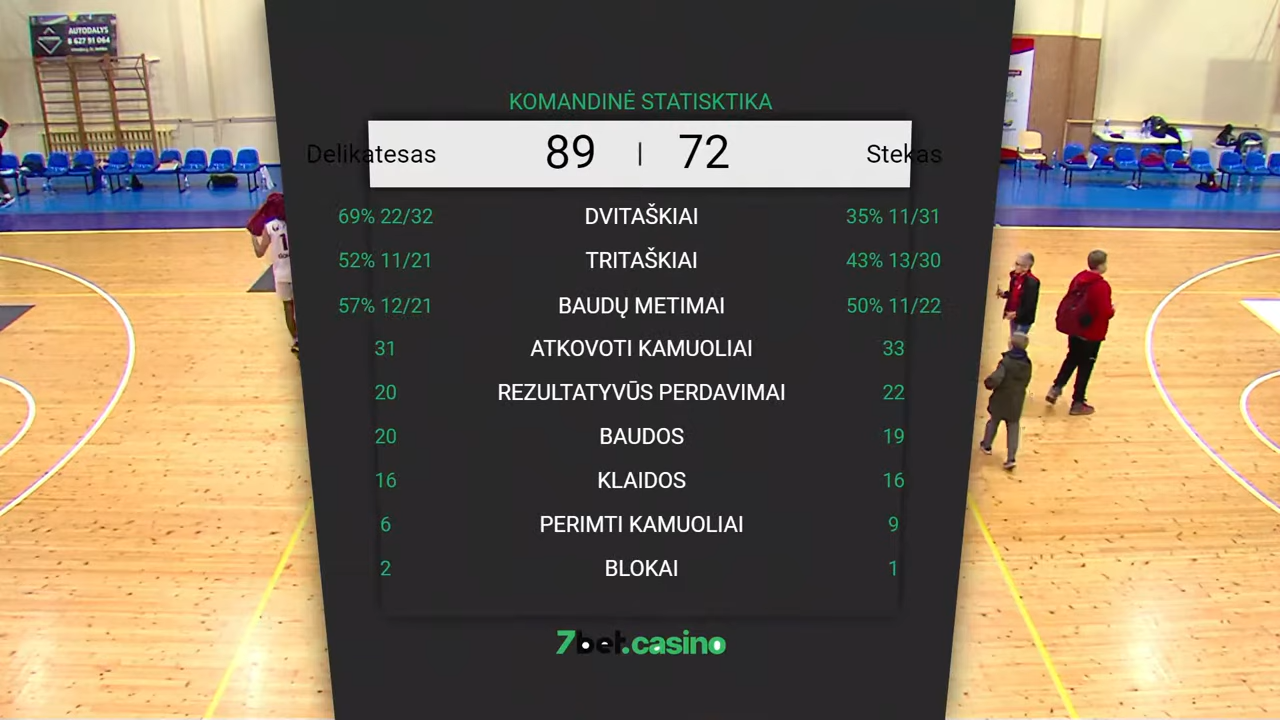 AUTODALYS
8 627 91 064
KOMANDINĖ STATISKTIKA
Delikatesas 89 | 72 Stekas
69% 22/32 DVITAŠKIAI 35% 11/31
52% 11/21 TRITAŠKIAI 43% 13/30
57% 12/21 BAUDŲ METIMAI 50% 11/22
31 ATKOVOTI KAMUOLIAI 33
20 REZULTATYVŪS PERDAVIMAI 22
20 BAUDOS 19
16 KLAIDOS 16
6 PERIMTI KAMUOLIAI 9
2 BLOKAI 1
7bet.casino